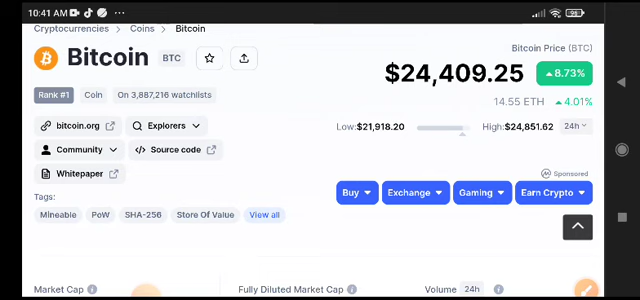 10:41 AM
98
Cryptocurrencies > Coins > Bitcoin
Bitcoin BTC
Bitcoin Price (BTC)
$24,409.25 8.73%
14.55 ETH 4.01%
Rank #1 Coin On 3,887,216 watchlists
Low:$21,918.20 High:$24,851.62 24h
bitcoin.org Explorers
Community Source code
Whitepaper
Sponsored
Buy Exchange Gaming Earn Crypto
Tags:
Mineable PoW SHA-256 Store Of Value View all
Market Cap Fully Diluted Market Cap Volume 24h